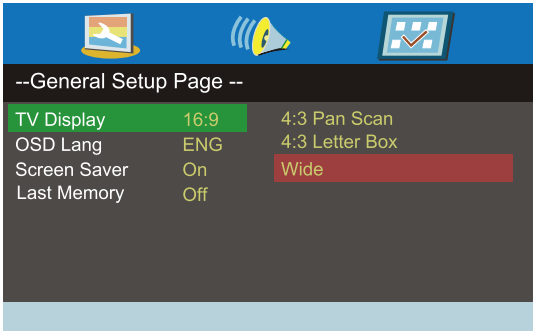 --General Setup Page --
TV Display 16:9 4:3 Pan Scan
OSD Lang ENG 4:3 Letter Box
Screen Saver On Wide
Last Memory Off